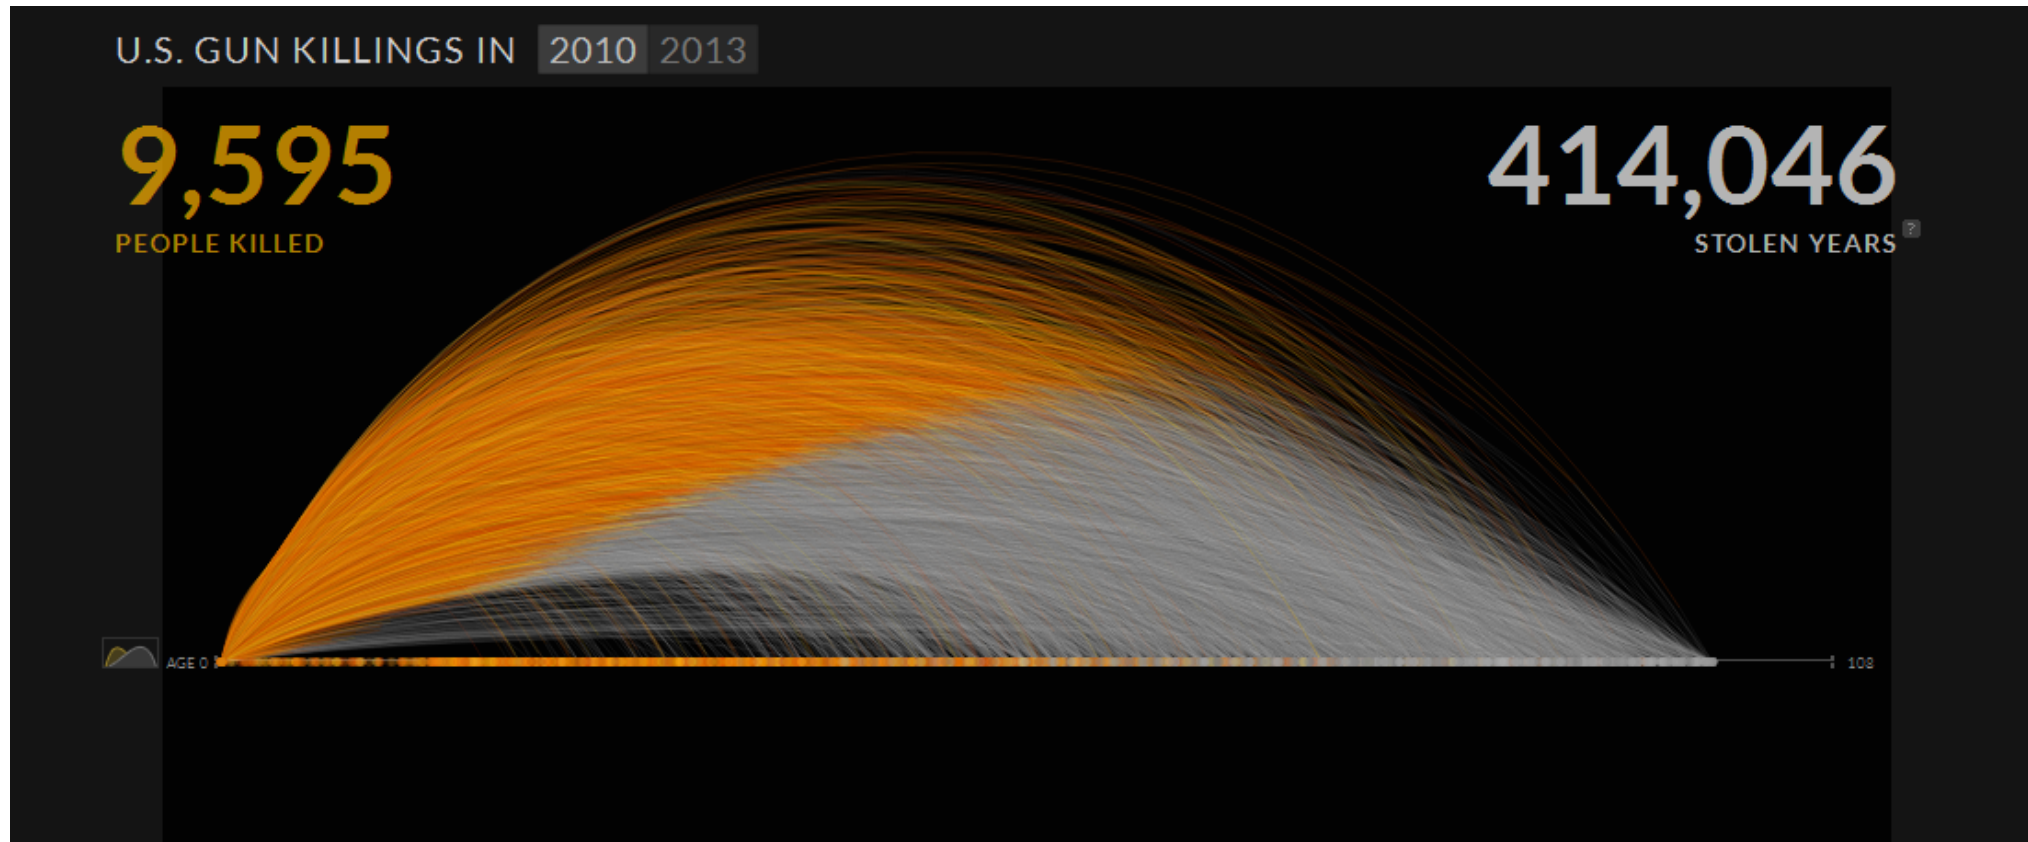 U.S. GUN KILLINGS IN 2010 2013
9,595
PEOPLE KILLED
414,046
STOLEN YEARS ?
AGE 0
108